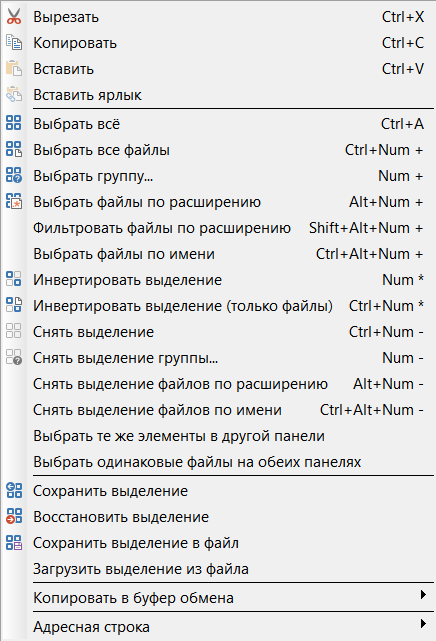 Вырезать Ctrl+X
Копировать Ctrl+C
Вставить Ctrl+V
Вставить ярлык
Выбрать всё Ctrl+A
Выбрать все файлы Ctrl+Num +
Выбрать группу... Num +
Выбрать файлы по расширению Alt+Num +
Фильтровать файлы по расширению Shift+Alt+Num +
Выбрать файлы по имени Ctrl+Alt+Num +
Инвертировать выделение Num *
Инвертировать выделение (только файлы) Ctrl+Num *
Снять выделение Ctrl+Num -
Снять выделение группы... Num -
Снять выделение файлов по расширению Alt+Num -
Снять выделение файлов по имени Ctrl+Alt+Num -
Выбрать те же элементы в другой панели
Выбрать одинаковые файлы на обеих панелях
Сохранить выделение
Восстановить выделение
Сохранить выделение в файл
Загрузить выделение из файла
Копировать в буфер обмена
Адресная строка